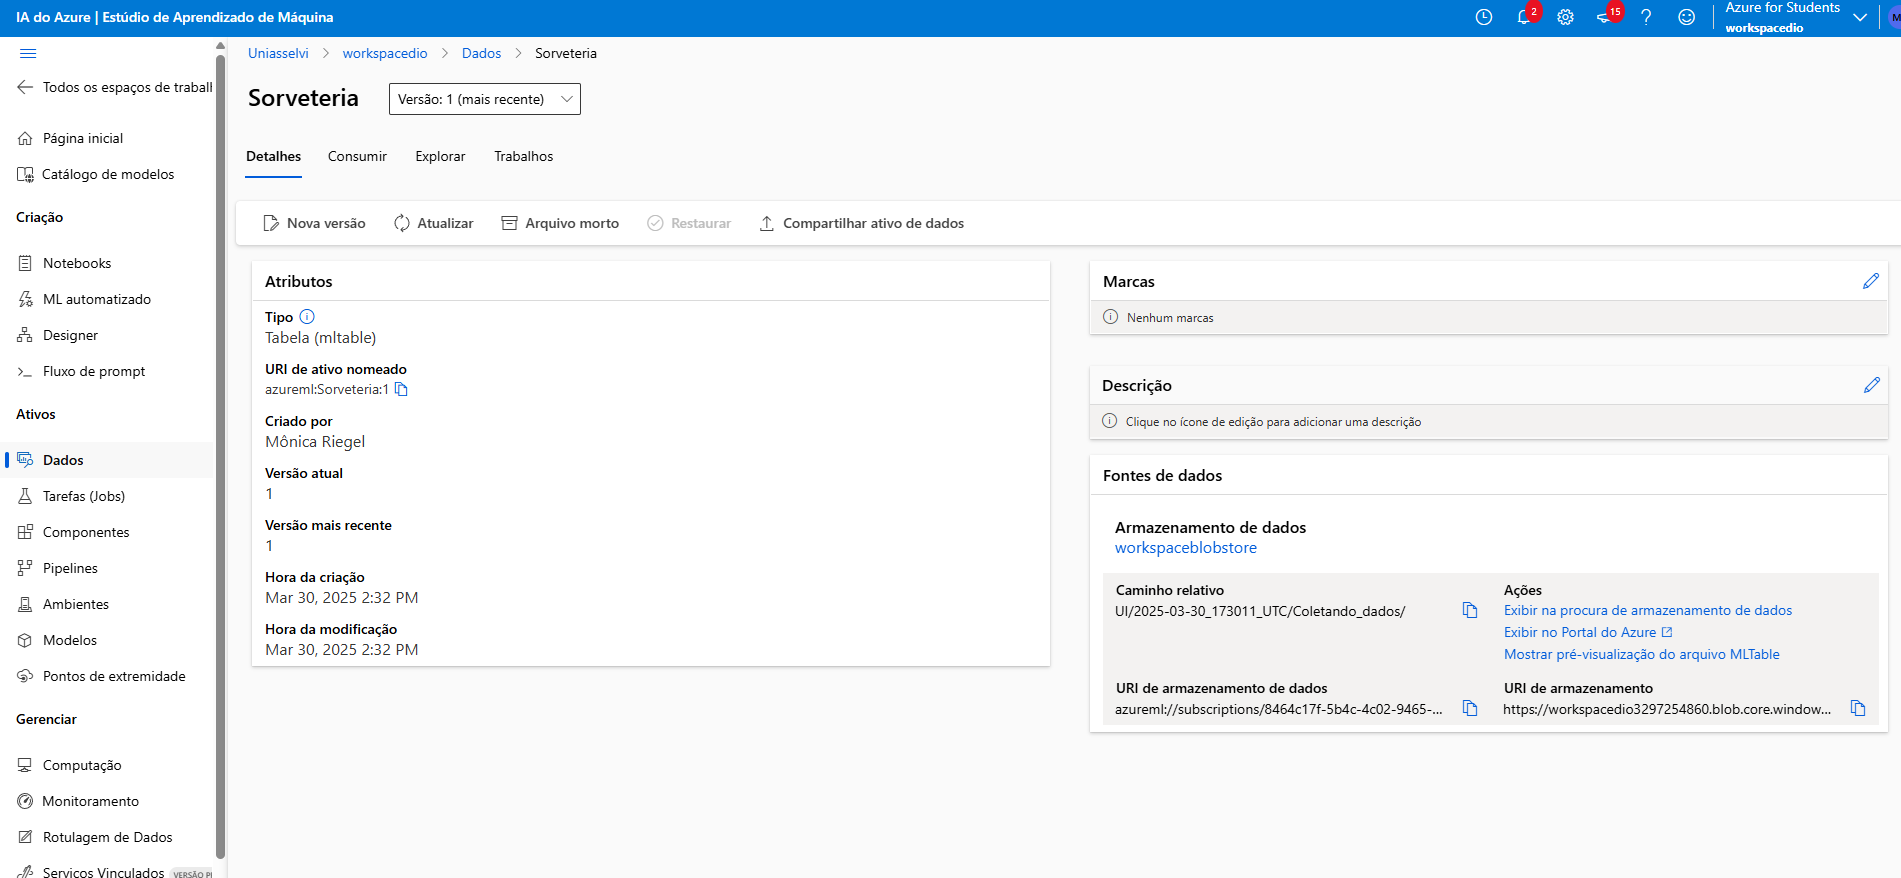 IA do Azure | Estúdio de Aprendizado de Máquina
2
15
Azure for Students
workspacedio
Todos os espaços de trabal
Página inicial
Catálogo de modelos
Criação
Notebooks
ML automatizado
Designer
Fluxo de prompt
Ativos
Dados
Tarefas (Jobs)
Componentes
Pipelines
Ambientes
Modelos
Pontos de extremidade
Gerenciar
Computação
Monitoramento
Rotulagem de Dados
Serviços Vinculados VERSÃO PI
Uniasselvi > workspacedio > Dados > Sorveteria
Sorveteria
Versão: 1 (mais recente)
Detalhes Consumir Explorar Trabalhos
Nova versão Atualizar Arquivo morto Restaurar Compartilhar ativo de dados
Atributos
Tipo
Tabela (mltable)
URI de ativo nomeado
azureml:Sorveteria:1
Criado por
Mônica Riegel
Versão atual
1
Versão mais recente
1
Hora da criação
Mar 30, 2025 2:32 PM
Hora da modificação
Mar 30, 2025 2:32 PM
Marcas
Nenhum marcas
Descrição
Clique no ícone de edição para adicionar uma descrição
Fontes de dados
Armazenamento de dados
workspaceblobstore
Caminho relativo
UI/2025-03-30_173011_UTC/Coletando_dados/
Ações
Exibir na procura de armazenamento de dados
Exibir no Portal do Azure
Mostrar pré-visualização do arquivo MLTable
URI de armazenamento de dados
azureml://subscriptions/8464c17f-5b4c-4c02-9465-...
URI de armazenamento
https://workspacedio3297254860.blob.core.window...